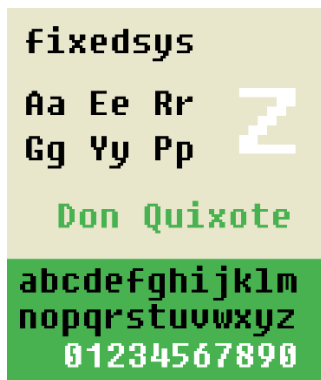 fixedsys
Aa Ee Rr
Z
Gg Yy Pp
Don Quixote
abcdefghijklm
nopqrstuvwxyz
01234567890